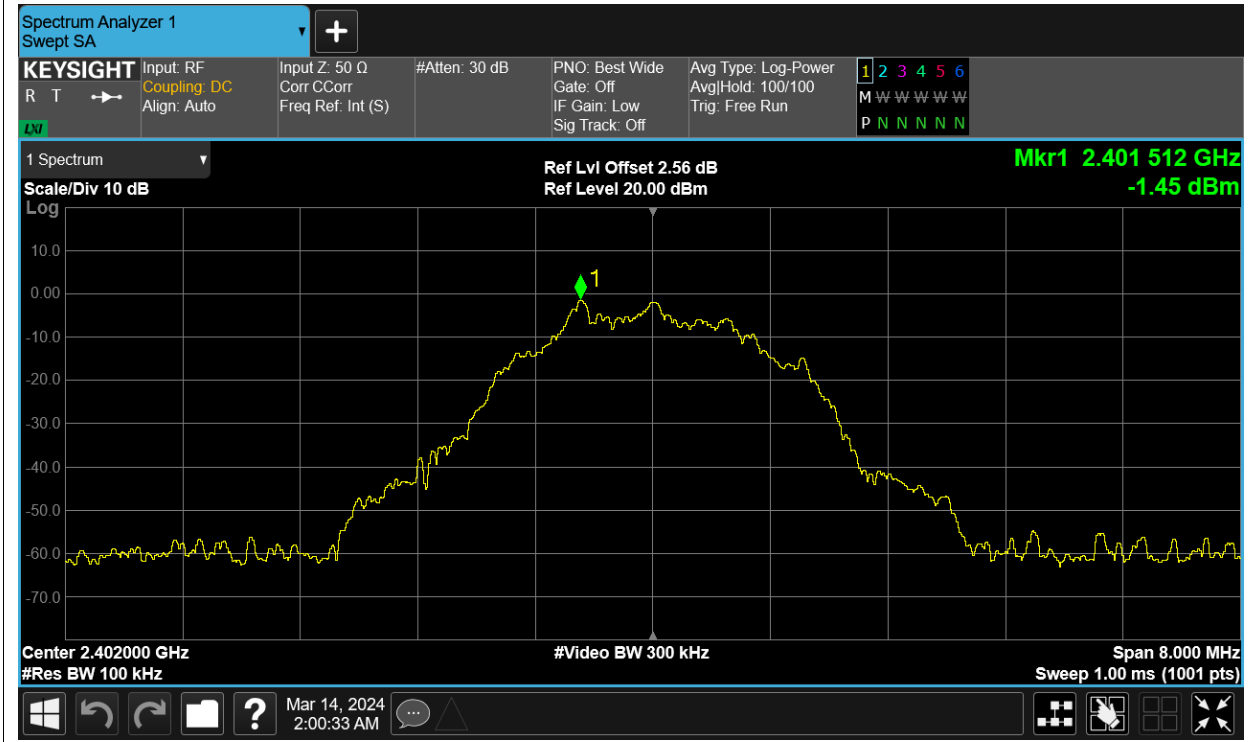 Spectrum Analyzer 1
Swept SA
KEYSIGHT
R T
LXI
Input: RF
Coupling: DC
Align: Auto
Input Z: 50 Ω
Corr CCorr
Freq Ref: Int (S)
#Atten: 30 dB
PNO: Best Wide
Gate: Off
IF Gain: Low
Sig Track: Off
Avg Type: Log-Power
Avg|Hold: 100/100
Trig: Free Run
1 2 3 4 5 6
M W W W W W
P N N N N N
1 Spectrum
Scale/Div 10 dB
Log
Ref Lvl Offset 2.56 dB
Ref Level 20.00 dBm
Mkr1 2.401 512 GHz
-1.45 dBm
1
10.0
0.00
-10.0
-20.0
-30.0
-40.0
-50.0
-60.0
-70.0
Center 2.402000 GHz
#Res BW 100 kHz
#Video BW 300 kHz
Span 8.000 MHz
Sweep 1.00 ms (1001 pts)
?
Mar 14, 2024
2:00:33 AM